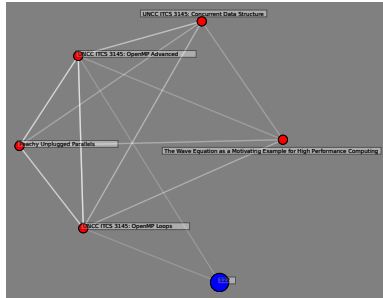 UNCC ITCS 3145: Concurrent Data Structure
UNCC ITCS 3145: OpenMP Advanced
Peachy Unplugged Parallels
The Wave Equation as a Motivating Example for High Performance Computing
UNCC ITCS 3145: OpenMP Loops